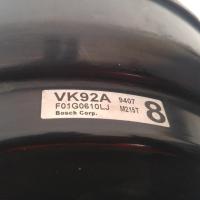 VK92A 9407
F01G0610LJ M215T
Bosch Corp.
8